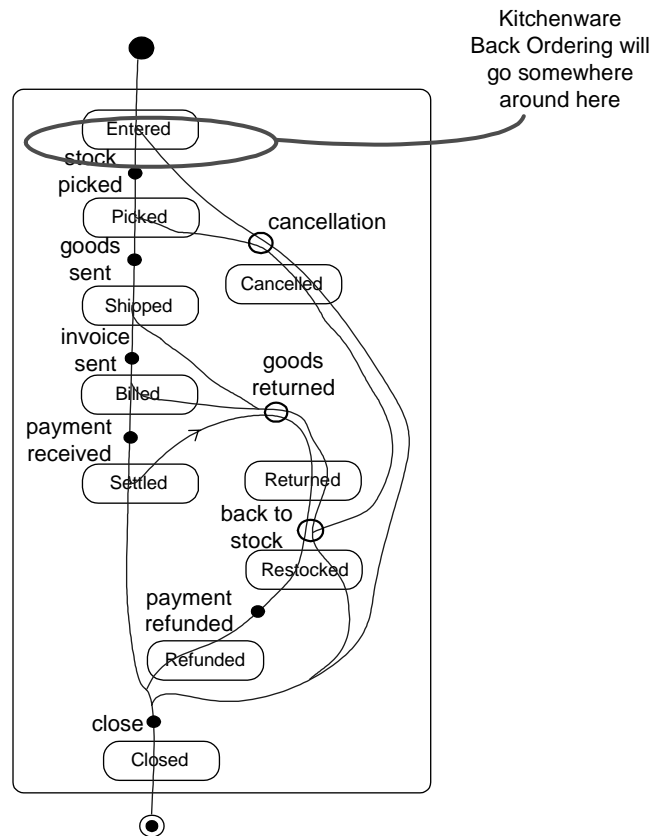 Kitchenware
Back Ordering will
go somewhere
around here
Entered
stock
picked
Picked
cancellation
goods
sent
Cancelled
Shipped
invoice
sent
goods
returned
Billed
payment
received
Settled
Returned
back to
stock
Restocked
payment
refunded
Refunded
close
Closed